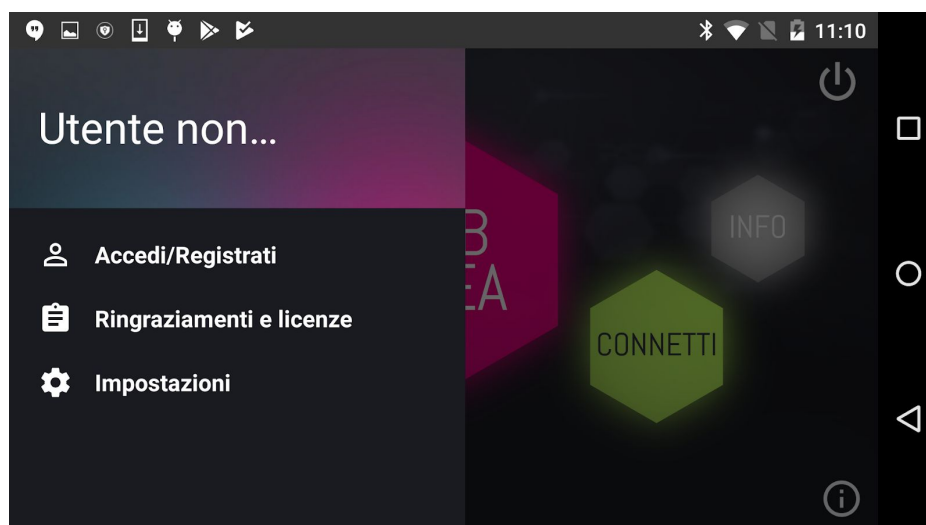 11:10
Utente non...
Accedi/Registrati
Ringraziamenti e licenze
Impostazioni
INFO
CONNETTI